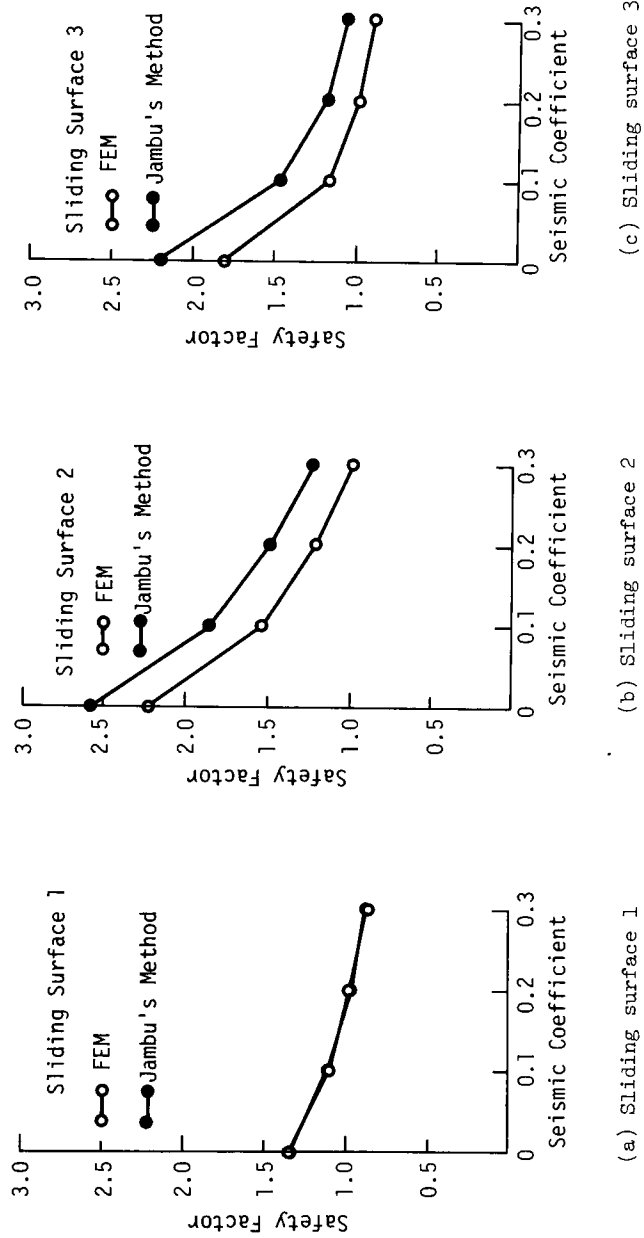 Sliding Surface 1
FEM
Jambu's Method
3.0
2.5
2.0
1.5
1.0
0.5
Safety Factor
0
0.1
0.2
0.3
Seismic Coefficient
(a) Sliding surface 1
Sliding Surface 2
FEM
Jambu's Method
3.0
2.5
2.0
1.5
1.0
0.5
Safety Factor
0
0.1
0.2
0.3
Seismic Coefficient
(b) Sliding surface 2
Sliding Surface 3
FEM
Jambu's Method
3.0
2.5
2.0
1.5
1.0
0.5
Safety Factor
0
0.1
0.2
0.3
Seismic Coefficient
(c) Sliding surface 3